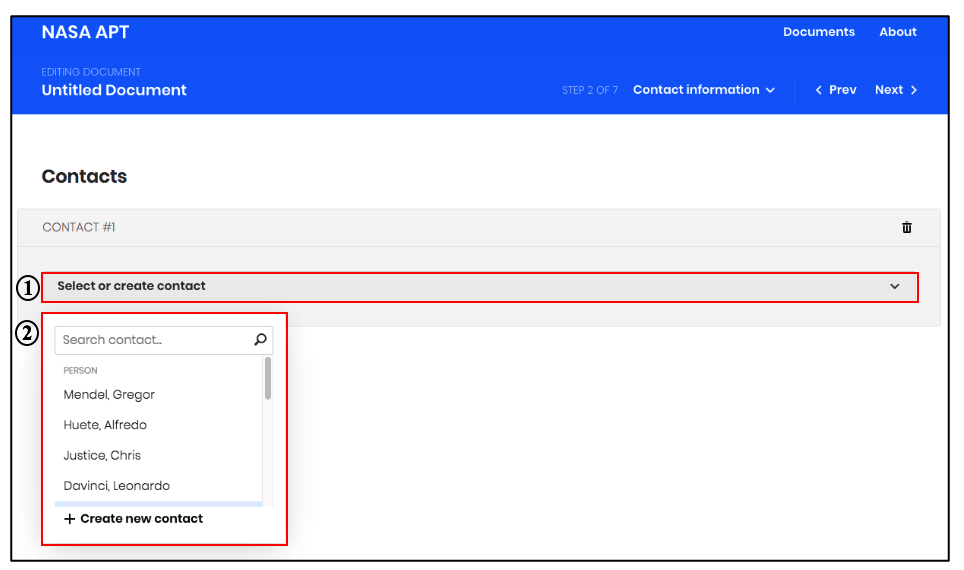 NASA APT
Documents About
EDITING DOCUMENT
Untitled Document
STEP 2 OF 7 Contact information Prev Next
Contacts
CONTACT #1
1 Select or create contact
2
Search contact...
PERSON
Mendel, Gregor
Huete, Alfredo
Justice, Chris
Davinci, Leonardo
+ Create new contact